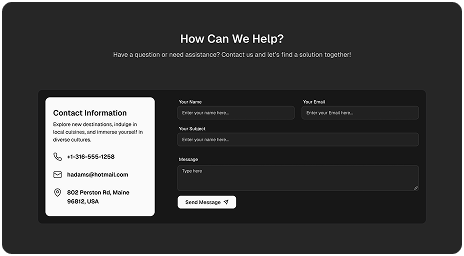 How Can We Help?
Have a question or need assistance? Contact us and let's find a solution together!
Contact Information
Explore new destinations, indulge in
local cuisines, and immerse yourself in
diverse cultures.
+1-316-555-1258
hadams@hotmail.com
802 Perston Rd, Maine
96812, USA
Your Name
Enter your name here...
Your Email
Enter your Email here...
Your Subject
Enter your name here...
Message
Type here
Send Message